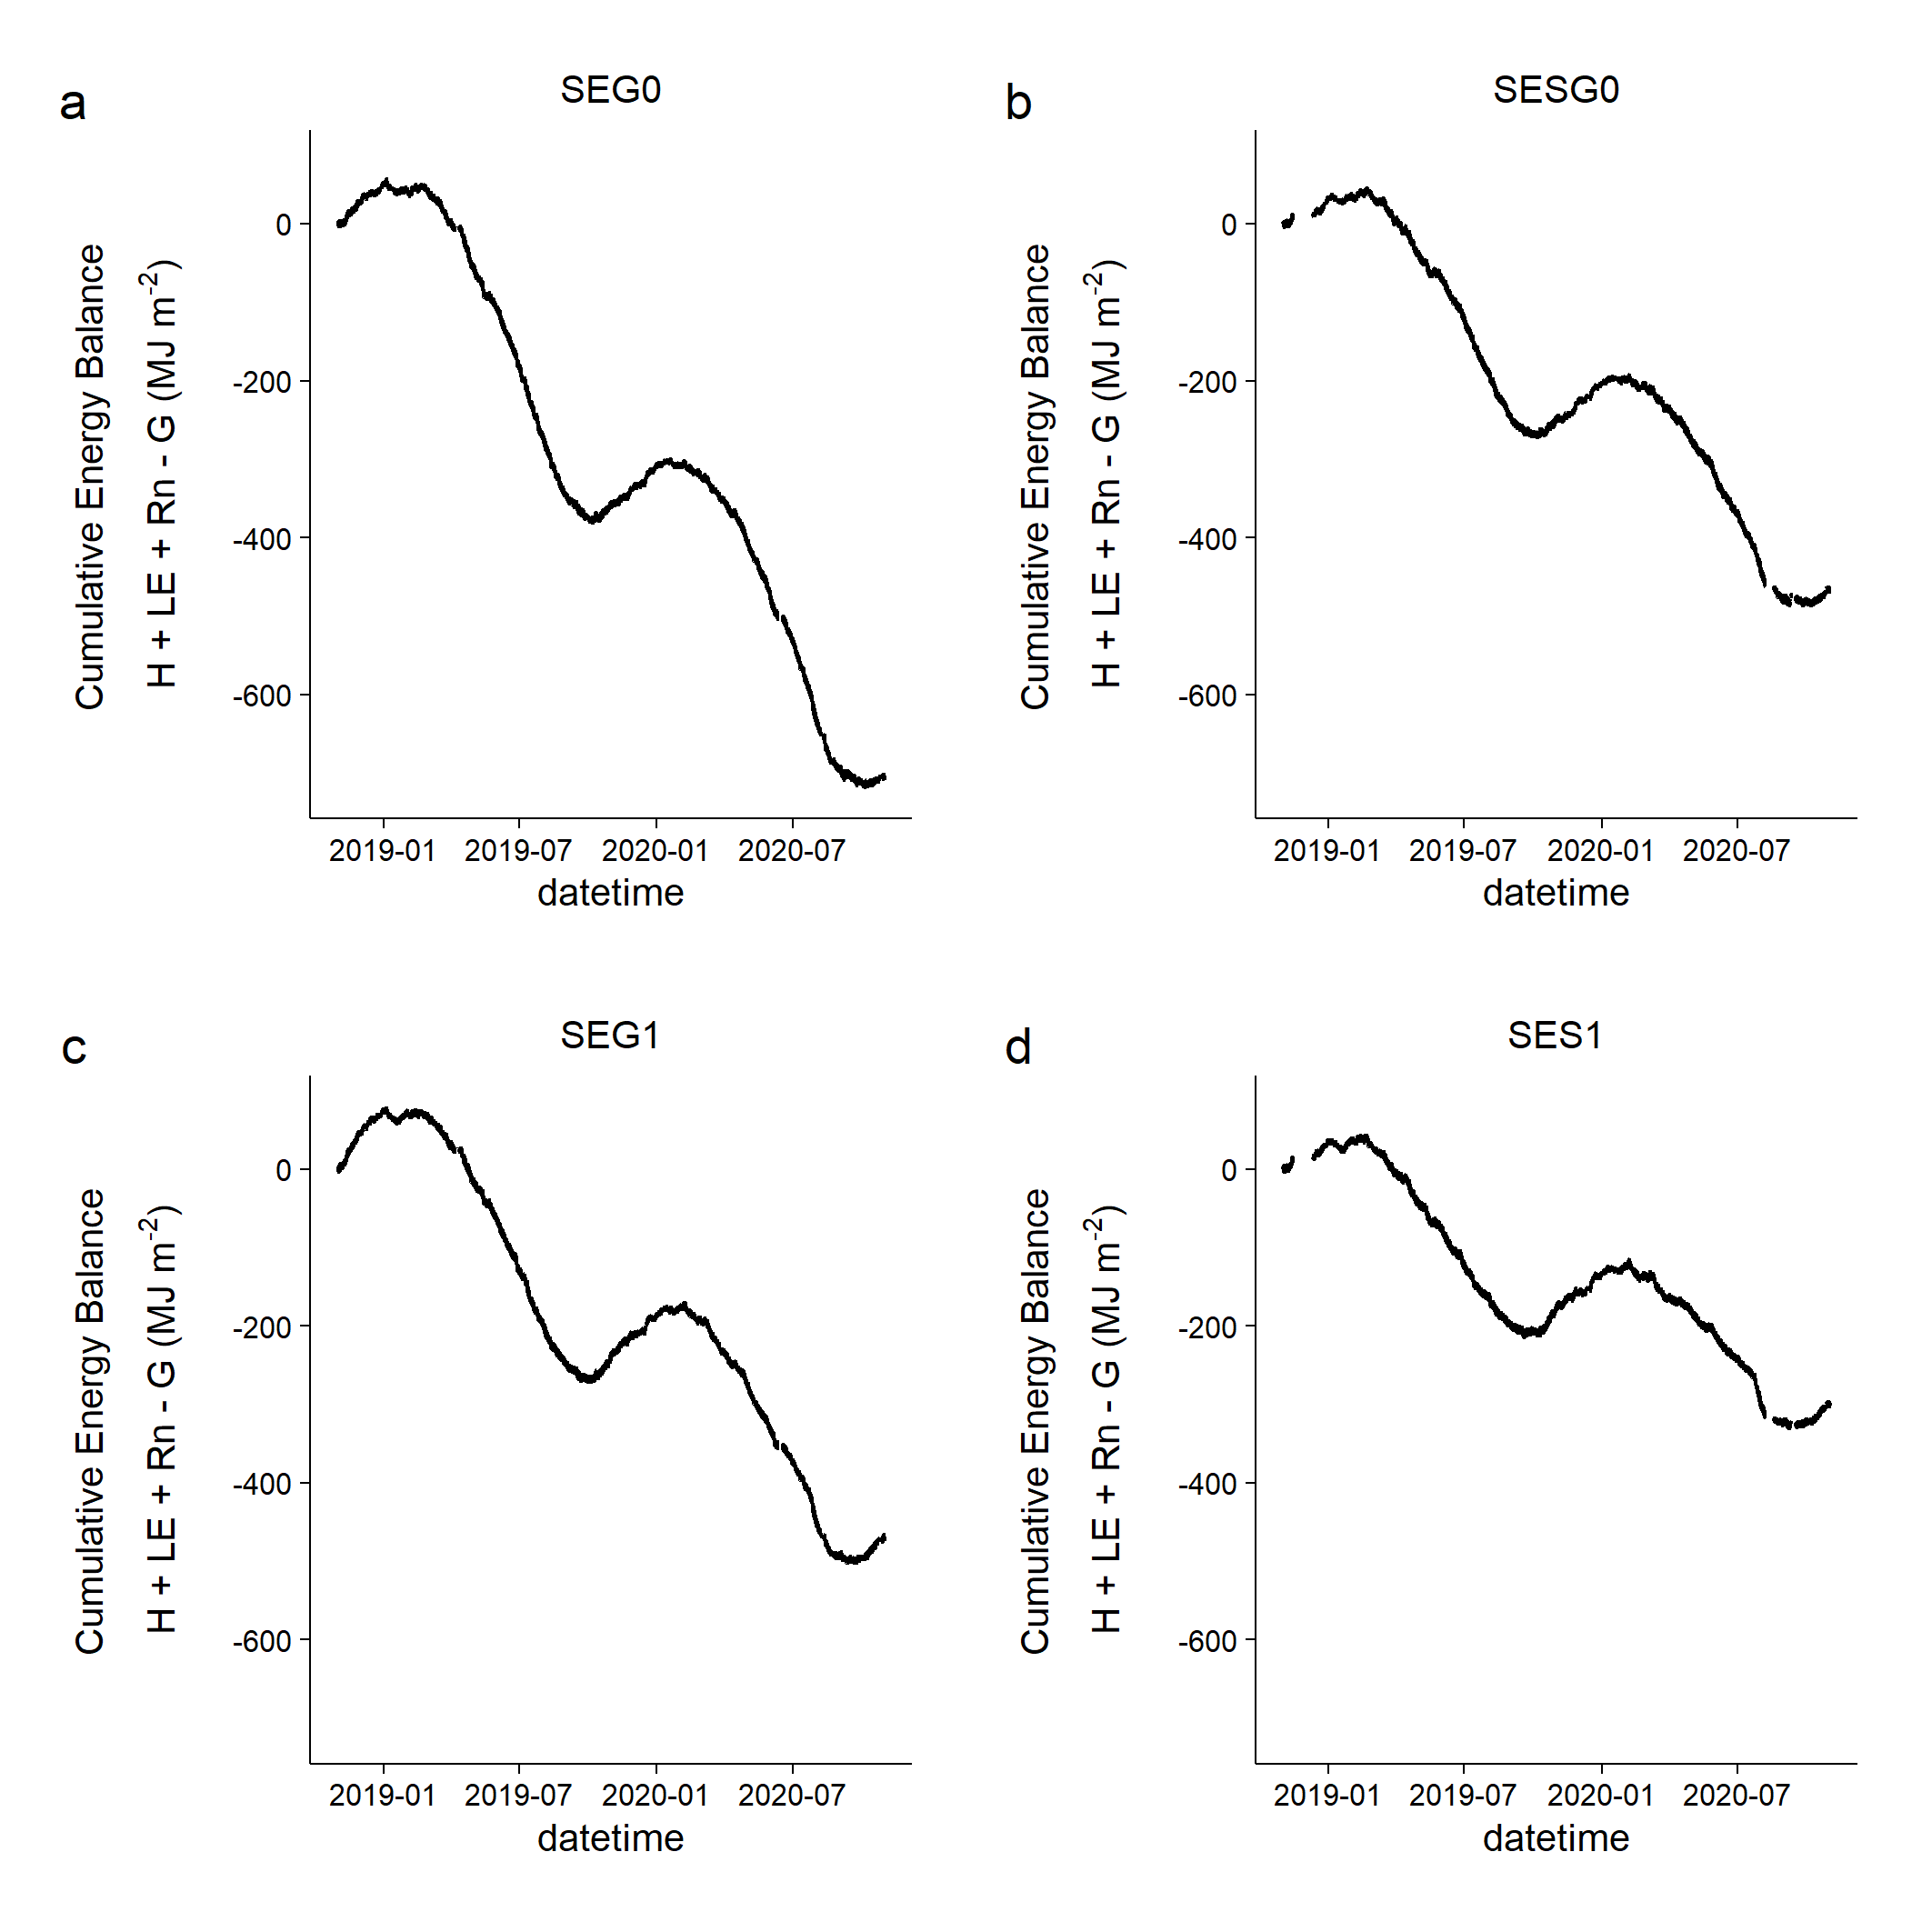 a
SEG0
Cumulative Energy Balance
H + LE + Rn - G (MJ m⁻²)
0
-200
-400
-600
2019-01 2019-07 2020-01 2020-07
datetime
b
SESG0
Cumulative Energy Balance
H + LE + Rn - G (MJ m⁻²)
0
-200
-400
-600
2019-01 2019-07 2020-01 2020-07
datetime
c
SEG1
Cumulative Energy Balance
H + LE + Rn - G (MJ m⁻²)
0
-200
-400
-600
2019-01 2019-07 2020-01 2020-07
datetime
d
SES1
Cumulative Energy Balance
H + LE + Rn - G (MJ m⁻²)
0
-200
-400
-600
2019-01 2019-07 2020-01 2020-07
datetime